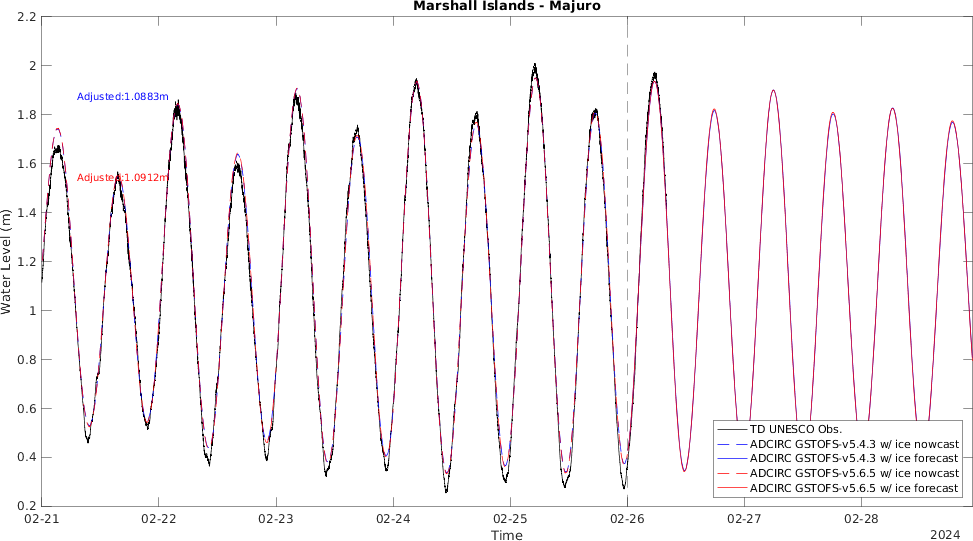 Marshall Islands - Majuro
2.2
2
1.8
1.6
1.4
1.2
1
0.8
0.6
0.4
0.2
Water Level (m)
Adjusted:1.0883m
Adjusted:1.0912m
TD UNESCO Obs.
ADCIRC GSTOFS-v5.4.3 w/ ice nowcast
ADCIRC GSTOFS-v5.4.3 w/ ice forecast
ADCIRC GSTOFS-v5.6.5 w/ ice nowcast
ADCIRC GSTOFS-v5.6.5 w/ ice forecast
02-21 02-22 02-23 02-24 02-25 02-26 02-27 02-28
Time
2024